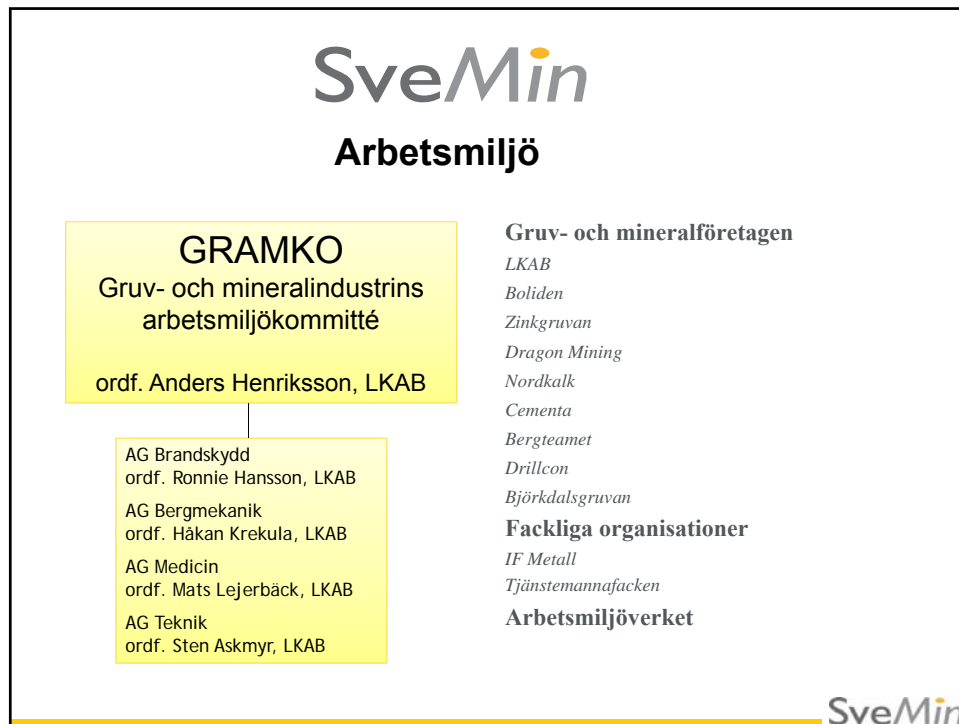 SveMin
Arbetsmiljö
GRAMKO
Gruv- och mineralindustrins
arbetsmiljökommitté
ordf. Anders Henriksson, LKAB
AG Brandskydd
ordf. Ronnie Hansson, LKAB
AG Bergmekanik
ordf. Håkan Krekula, LKAB
AG Medicin
ordf. Mats Lejerbäck, LKAB
AG Teknik
ordf. Sten Askmyr, LKAB
Gruv- och mineralföretagen
LKAB
Boliden
Zinkgruvan
Dragon Mining
Nordkalk
Cementa
Bergteamet
Drillcon
Björkdalsgruvan
Fackliga organisationer
IF Metall
Tjänstemannafacken
Arbetsmiljöverket
SveMin